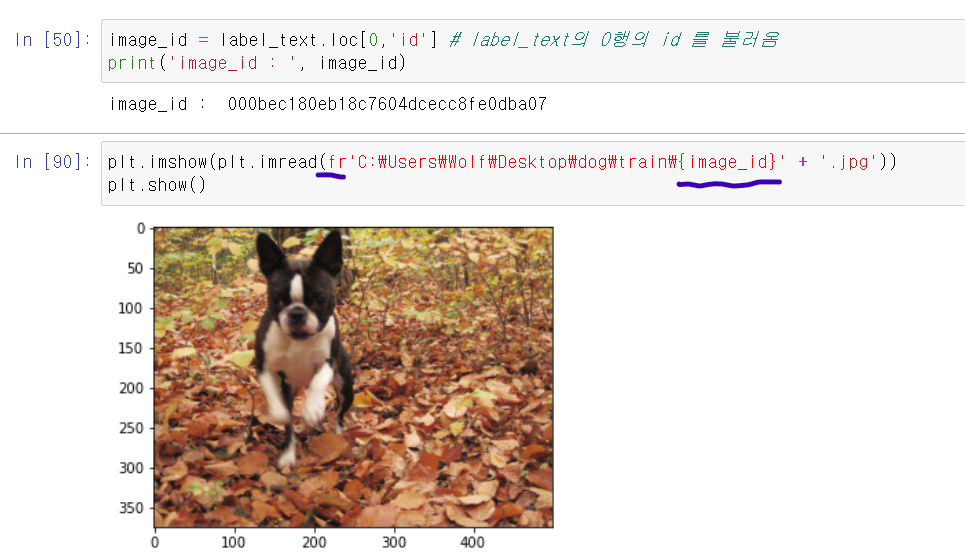 In [50]: image_id = label_text.loc[0,'id'] # label_text의 0행의 id 를 불러옴
print('image_id : ', image_id)
image_id :  000bec180eb18c7604dcecc8fe0dba07
In [90]: plt.imshow(plt.imread(fr'C:₩Users₩Wolf₩Desktop₩dog₩train₩{image_id}' + '.jpg'))
plt.show()
0
50
100
150
200
250
300
350
0 100 200 300 400